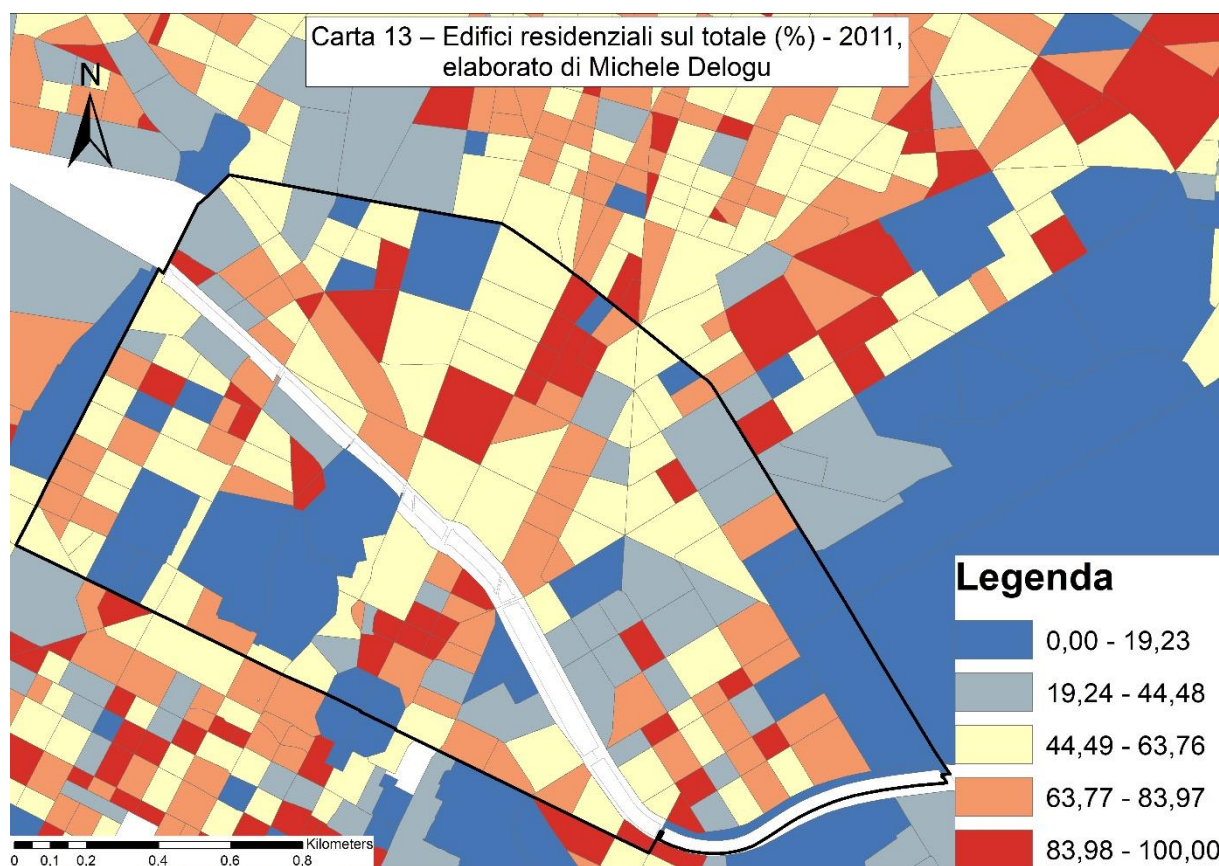 Carta 13 – Edifici residenziali sul totale (%) - 2011,
elaborato di Michele Delogu
N
Legenda
0,00 - 19,23
19,24 - 44,48
44,49 - 63,76
63,77 - 83,97
83,98 - 100,00
Kilometers
0 0.1 0.2 0.4 0.6 0.8